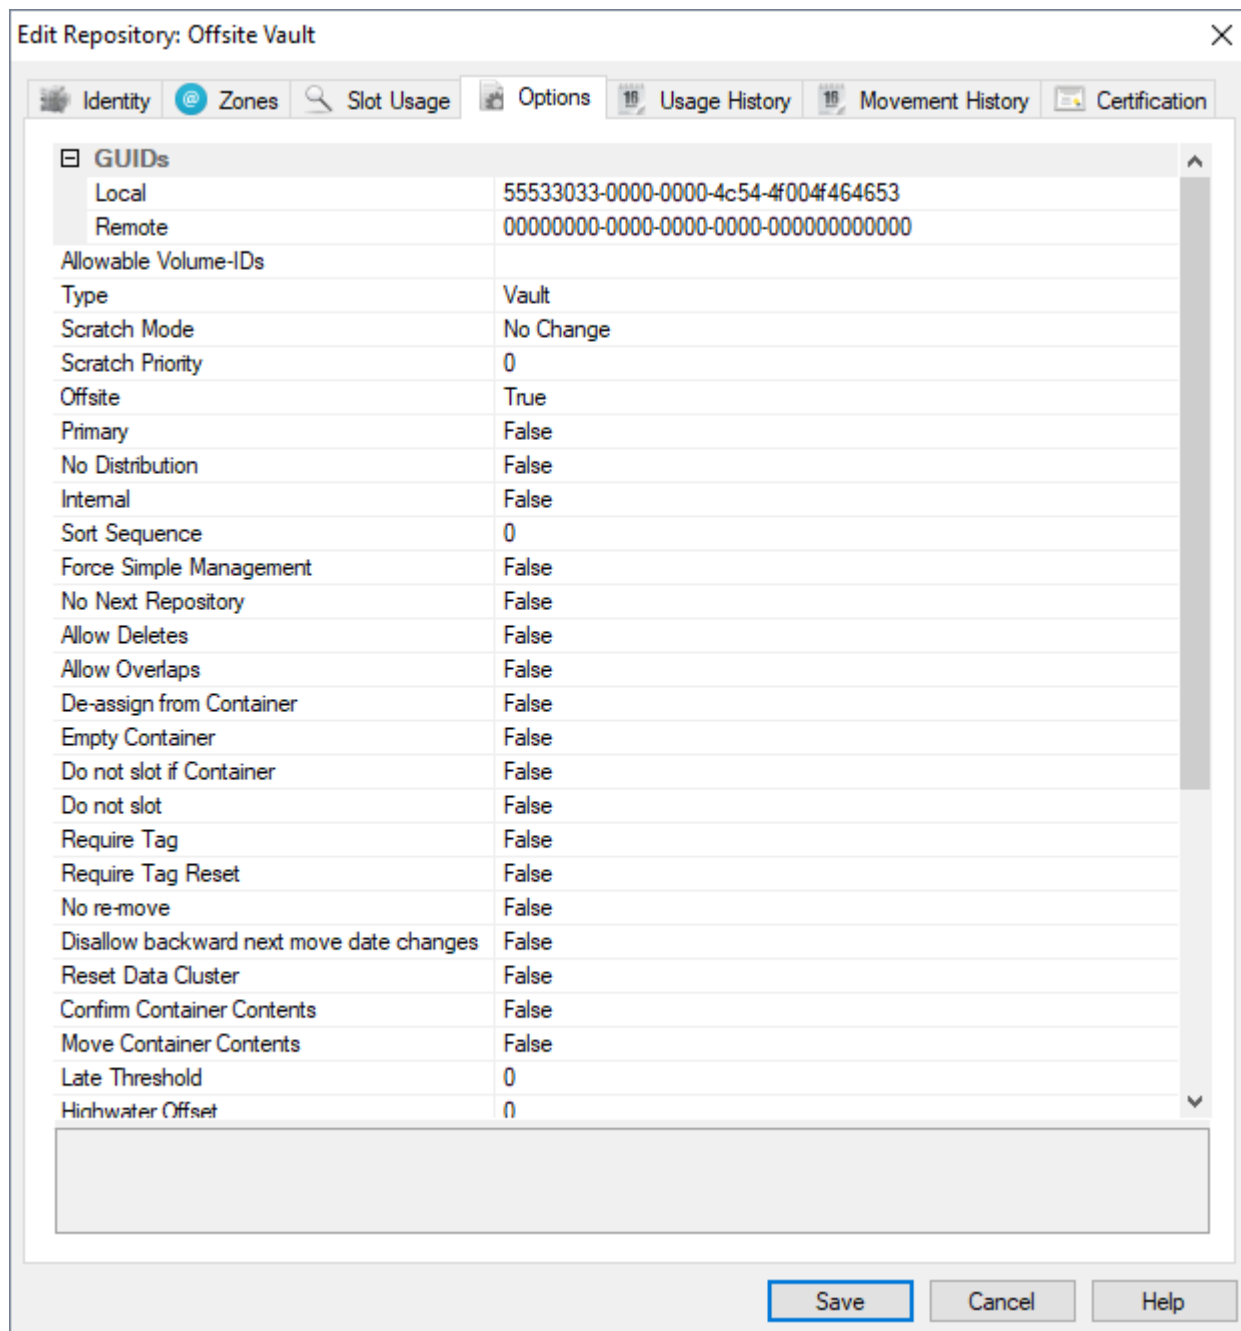 Edit Repository: Offsite Vault
Identity Zones Slot Usage Options Usage History Movement History Certification
GUIDs
Local 55533033-0000-0000-4c54-4f004f464653
Remote 00000000-0000-0000-0000-000000000000
Allowable Volume-IDs
Type Vault
Scratch Mode No Change
Scratch Priority 0
Offsite True
Primary False
No Distribution False
Internal False
Sort Sequence 0
Force Simple Management False
No Next Repository False
Allow Deletes False
Allow Overlaps False
De-assign from Container False
Empty Container False
Do not slot if Container False
Do not slot False
Require Tag False
Require Tag Reset False
No re-move False
Disallow backward next move date changes False
Reset Data Cluster False
Confirm Container Contents False
Move Container Contents False
Late Threshold 0
Highwater Offset 0
Save Cancel Help